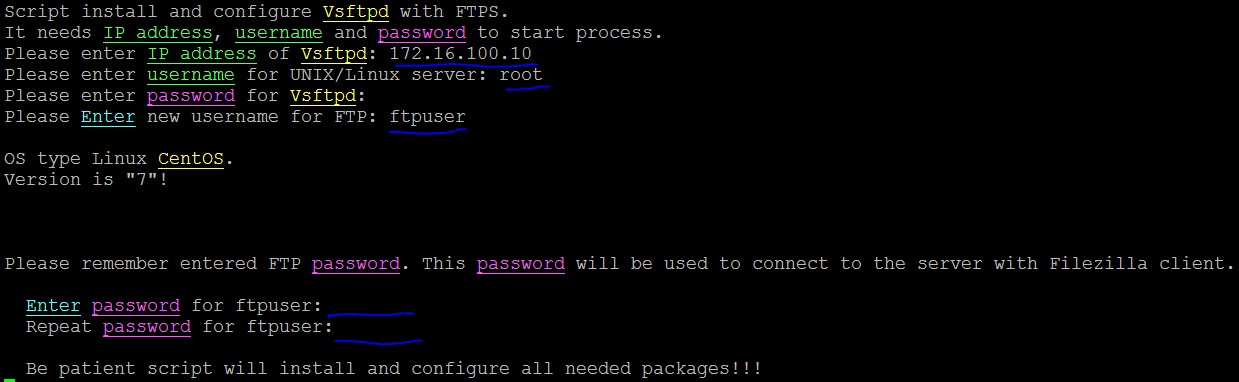 Script install and configure Vsftpd with FTPS.
It needs IP address, username and password to start process.
Please enter IP address of Vsftpd: 172.16.100.10
Please enter username for UNIX/Linux server: root
Please enter password for Vsftpd:
Please Enter new username for FTP: ftpuser
OS type Linux CentOS.
Version is "7"!
Please remember entered FTP password. This password will be used to connect to the server with Filezilla client.
Enter password for ftpuser:
Repeat password for ftpuser:
Be patient script will install and configure all needed packages!!!